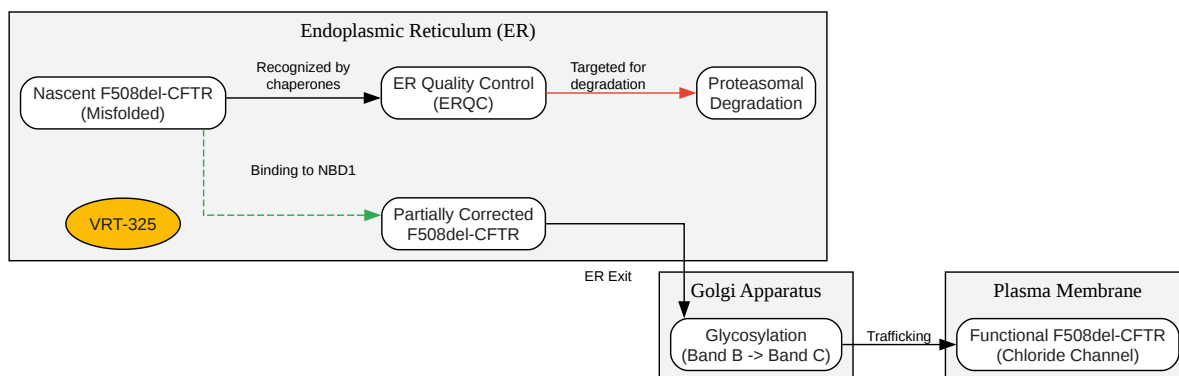 Endoplasmic Reticulum (ER)
Recognized by
chaperones
Targeted for
degradation
Nascent F508del-CFTR
(Misfolded)
ER Quality Control
(ERQC)
Proteasomal
Degradation
Binding to NBD1
VRT-325
Partially Corrected
F508del-CFTR
ER Exit
Golgi Apparatus
Plasma Membrane
Glycosylation
(Band B -> Band C)
Trafficking
Functional F508del-CFTR
(Chloride Channel)